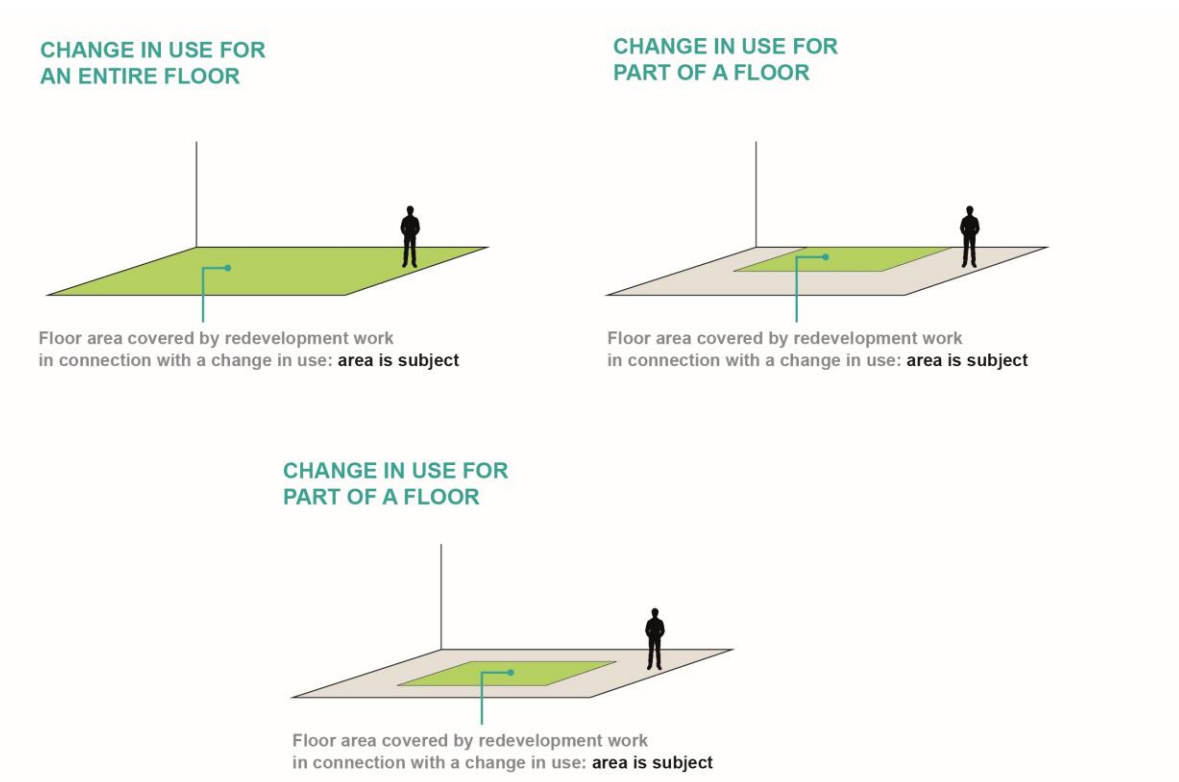 CHANGE IN USE FOR
AN ENTIRE FLOOR
Floor area covered by redevelopment work
in connection with a change in use: area is subject
CHANGE IN USE FOR
PART OF A FLOOR
Floor area covered by redevelopment work
in connection with a change in use: area is subject
CHANGE IN USE FOR
PART OF A FLOOR
Floor area covered by redevelopment work
in connection with a change in use: area is subject